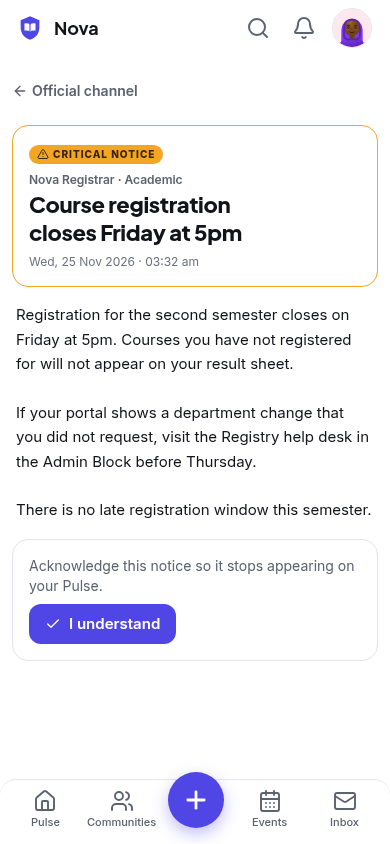 Nova
Official channel
CRITICAL NOTICE
Nova Registrar · Academic
Course registration
closes Friday at 5pm
Wed, 25 Nov 2026 · 03:32 am
Registration for the second semester closes on
Friday at 5pm. Courses you have not registered
for will not appear on your result sheet.
If your portal shows a department change that
you did not request, visit the Registry help desk in
the Admin Block before Thursday.
There is no late registration window this semester.
Acknowledge this notice so it stops appearing on
your Pulse.
I understand
Pulse
Communities
Events
Inbox